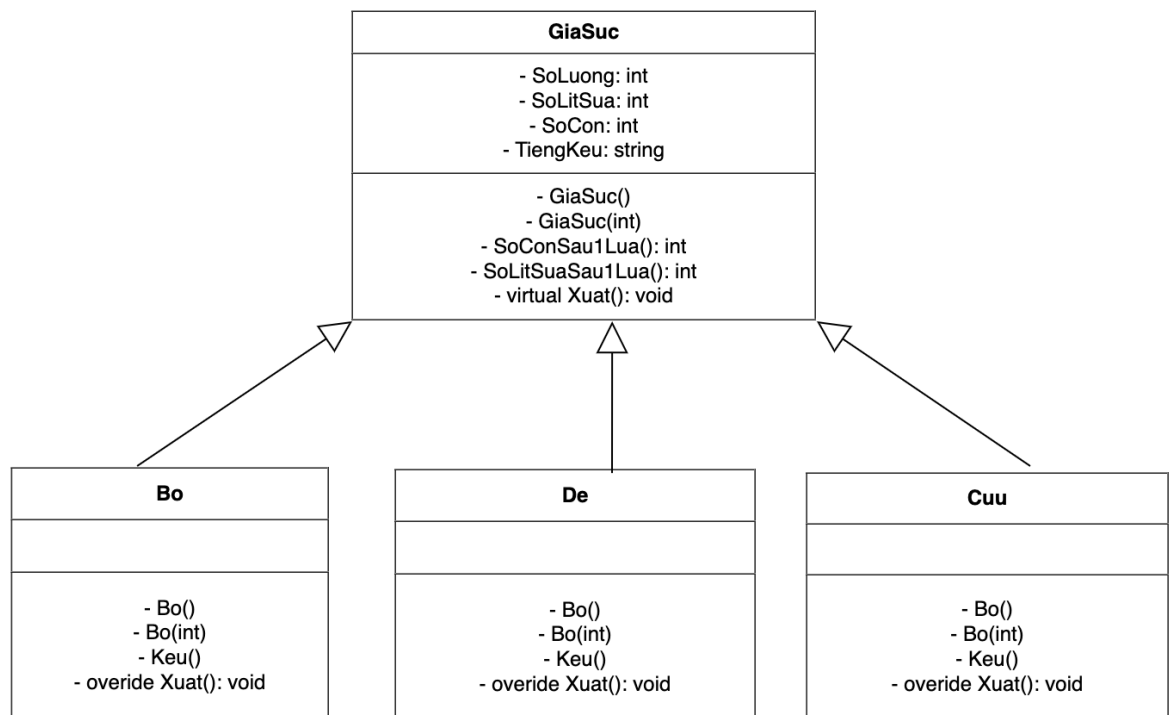 GiaSuc
- SoLuong: int
- SoLitSua: int
- SoCon: int
- TiengKeu: string
- GiaSuc()
- GiaSuc(int)
- SoConSau1Lua(): int
- SoLitSuaSau1Lua(): int
- virtual Xuat(): void
Bo
- Bo()
- Bo(int)
- Keu()
- overide Xuat(): void
De
- Bo()
- Bo(int)
- Keu()
- overide Xuat(): void
Cuu
- Bo()
- Bo(int)
- Keu()
- overide Xuat(): void